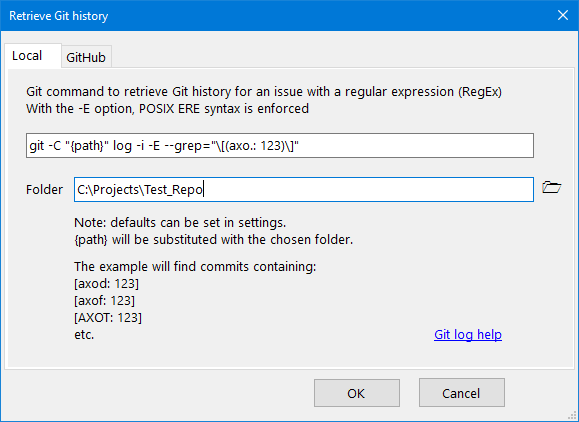 Retrieve Git history
Local
GitHub
Git command to retrieve Git history for an issue with a regular expression (RegEx)
With the -E option, POSIX ERE syntax is enforced
git -C "{path}" log -i -E --grep="\[(axo.: 123)\]"
Folder
C:\Projects\Test_Repo
Note: defaults can be set in settings.
{path} will be substituted with the chosen folder.
The example will find commits containing:
[axod: 123]
[axof: 123]
[AXOT: 123]
etc.
Git log help
OK
Cancel